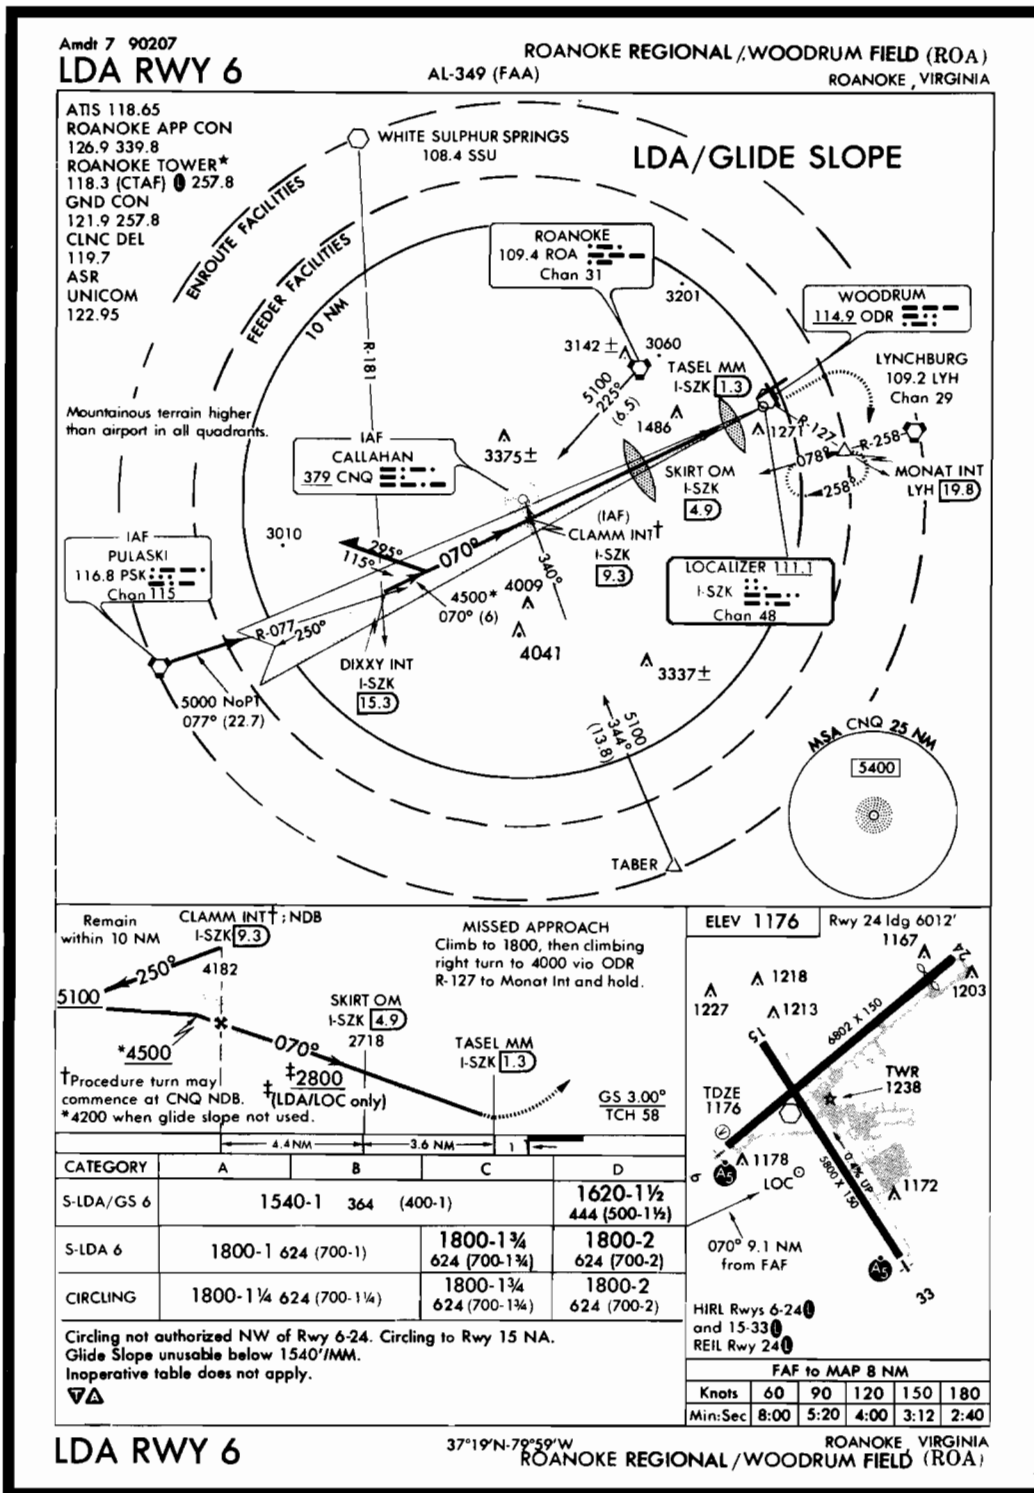 Amdt 7 90207
LDA RWY 6
AL-349 (FAA)
ROANOKE REGIONAL/WOODRUM FIELD (ROA)
ROANOKE, VIRGINIA
ATIS 118.65
ROANOKE APP CON
126.9 339.8
ROANOKE TOWER*
118.3 (CTAF) L 257.8
GND CON
121.9 257.8
CLNC DEL
119.7
ASR
UNICOM
122.95
LDA/GLIDE SLOPE
WHITE SULPHUR SPRINGS
108.4 SSU
ENROUTE FACILITIES
FEEDER FACILITIES
10 NM
R-181
ROANOKE
109.4 ROA
Chan 31
3201
3142 ±
3060
5100
225°
(6.5)
WOODRUM
114.9 ODR
TASEL MM
I-SZK 1.3
LYNCHBURG
109.2 LYH
Chan 29
Mountainous terrain higher
than airport in all quadrants.
1486
1271
R-127
R-258
078°
258°
MONAT INT
LYH 19.8
IAF
CALLAHAN
379 CNQ
3375±
SKIRT OM
I-SZK
4.9
(IAF)
CLAMM INT†
I-SZK
9.3
3010
IAF
PULASKI
116.8 PSK
Chan 115
295°
115°
070°
340°
LOCALIZER 111.1
I-SZK
Chan 48
4500*
070° (6)
4009
4041
R-077
250°
DIXXY INT
I-SZK
15.3
3337±
5000 NoPT
077° (22.7)
5100
344°
(13.8)
TABER
MSA CNQ 25 NM
5400
Remain
within 10 NM
CLAMM INT†; NDB
I-SZK 9.3
4182
250°
5100
*4500
070°
SKIRT OM
I-SZK 4.9
2718
‡2800
‡(LDA/LOC only)
TASEL MM
I-SZK 1.3
MISSED APPROACH
Climb to 1800, then climbing
right turn to 4000 via ODR
R-127 to Monat Int and hold.
†Procedure turn may
commence at CNQ NDB.
*4200 when glide slope not used.
GS 3.00°
TCH 58
4.4 NM
3.6 NM
1
CATEGORY A B C D
S-LDA/GS 6 1540-1 364 (400-1) 1620-1½
444 (500-1½)
S-LDA 6 1800-1 624 (700-1) 1800-1¾ 1800-2
624 (700-1¾) 624 (700-2)
CIRCLING 1800-1¼ 624 (700-1¼) 1800-1¾ 1800-2
624 (700-1¾) 624 (700-2)
Circling not authorized NW of Rwy 6-24. Circling to Rwy 15 NA.
Glide Slope unusable below 1540'/MM.
Inoperative table does not apply.
T A
ELEV 1176
Rwy 24 ldg 6012'
1167
24
1203
1218
1227
1213
15
6802 X 150
TWR
1238
TDZE
1176
1178
A5
6
LOC
0.4% UP
5800 X 150
1172
070° 9.1 NM
from FAF
A5
33
HIRL Rwys 6-24 L
and 15-33 L
REIL Rwy 24 L
FAF to MAP 8 NM
Knots 60 90 120 150 180
Min:Sec 8:00 5:20 4:00 3:12 2:40
LDA RWY 6
37°19'N-79°59'W
ROANOKE, VIRGINIA
ROANOKE REGIONAL/WOODRUM FIELD (ROA)